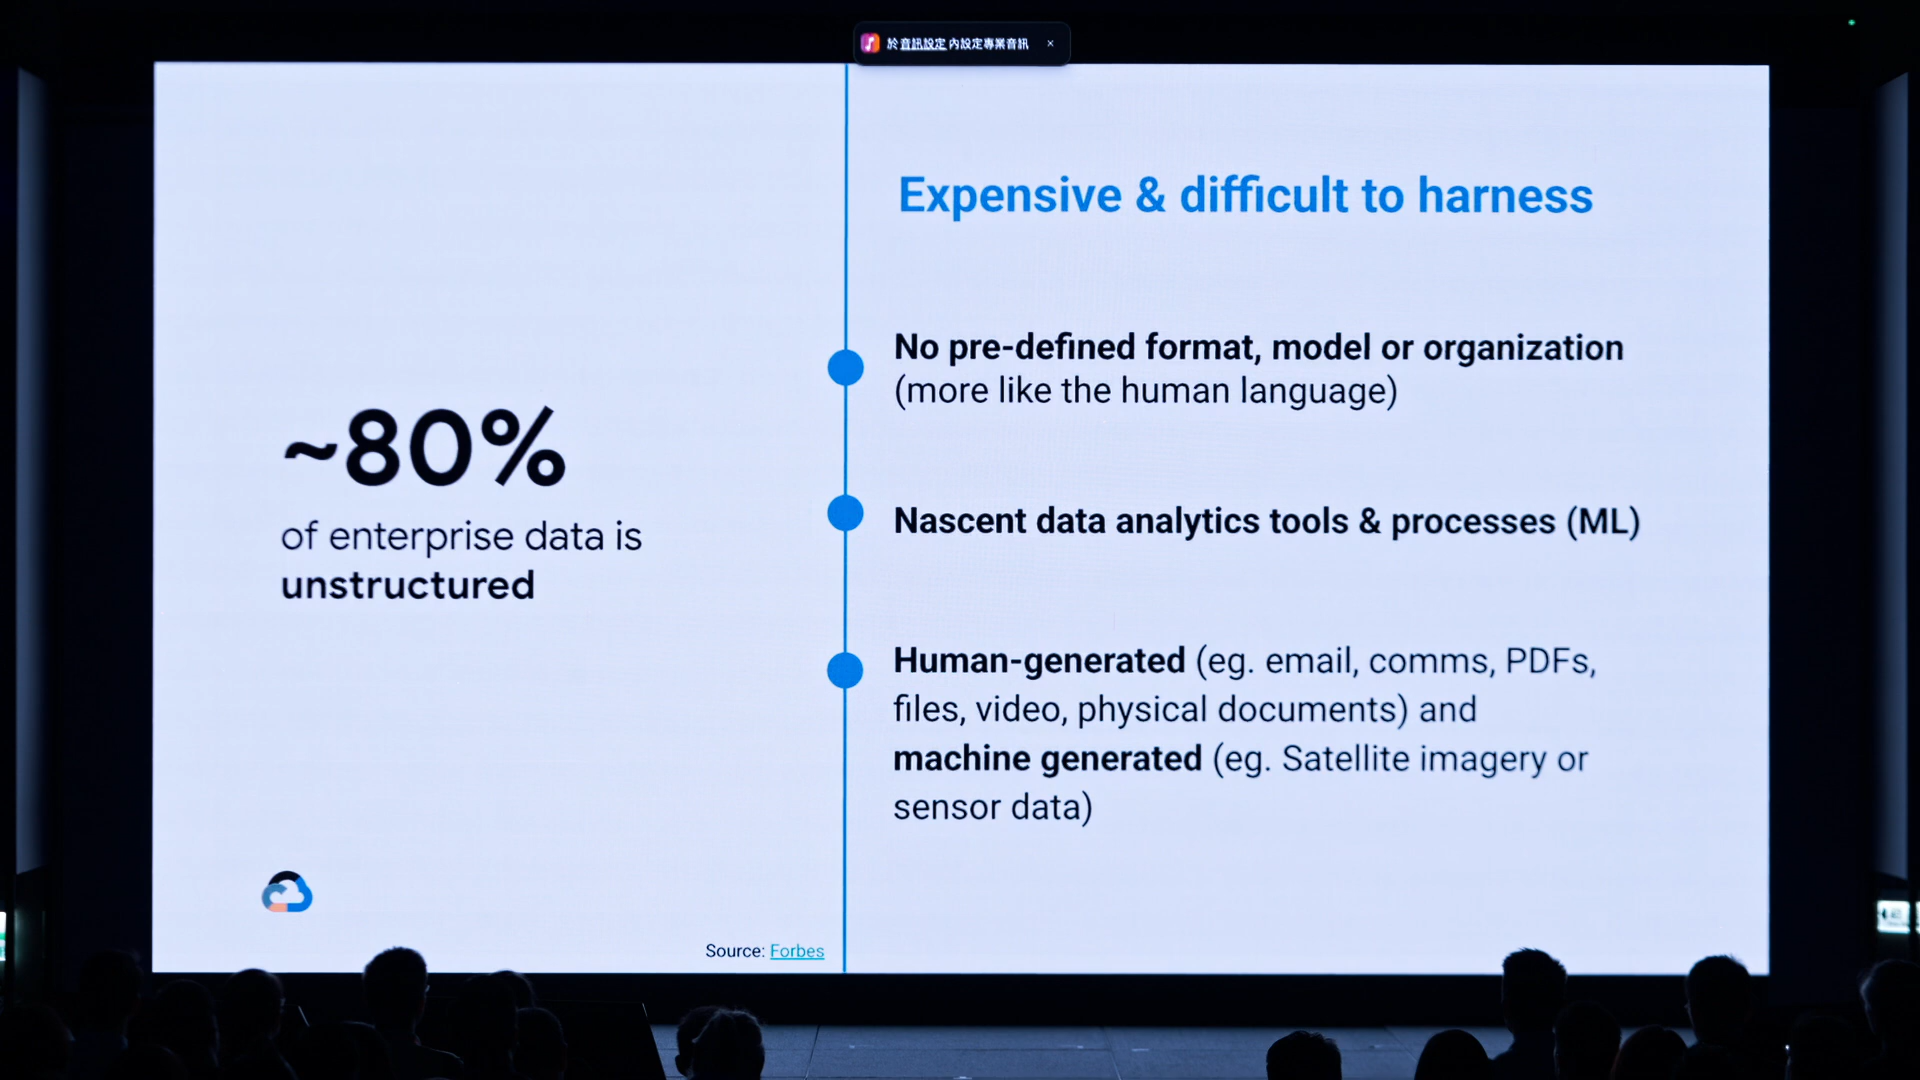 於 音訊設定 內設定專業音訊 ×
~80%
of enterprise data is
unstructured
Source: Forbes
Expensive & difficult to harness
No pre-defined format, model or organization
(more like the human language)
Nascent data analytics tools & processes (ML)
Human-generated (eg. email, comms, PDFs,
files, video, physical documents) and
machine generated (eg. Satellite imagery or
sensor data)